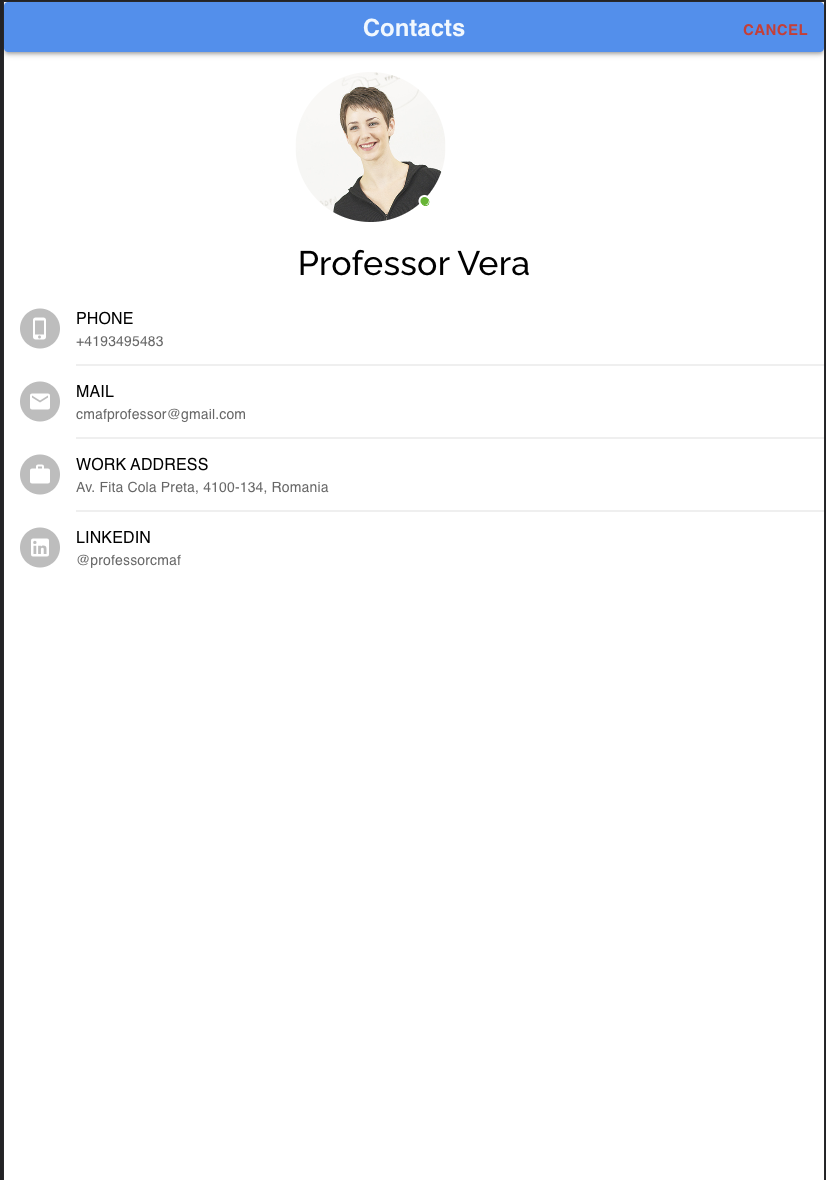 Contacts
CANCEL
Professor Vera
PHONE
+4193495483
MAIL
cmafprofessor@gmail.com
WORK ADDRESS
Av. Fita Cola Preta, 4100-134, Romania
LINKEDIN
@professorcmaf